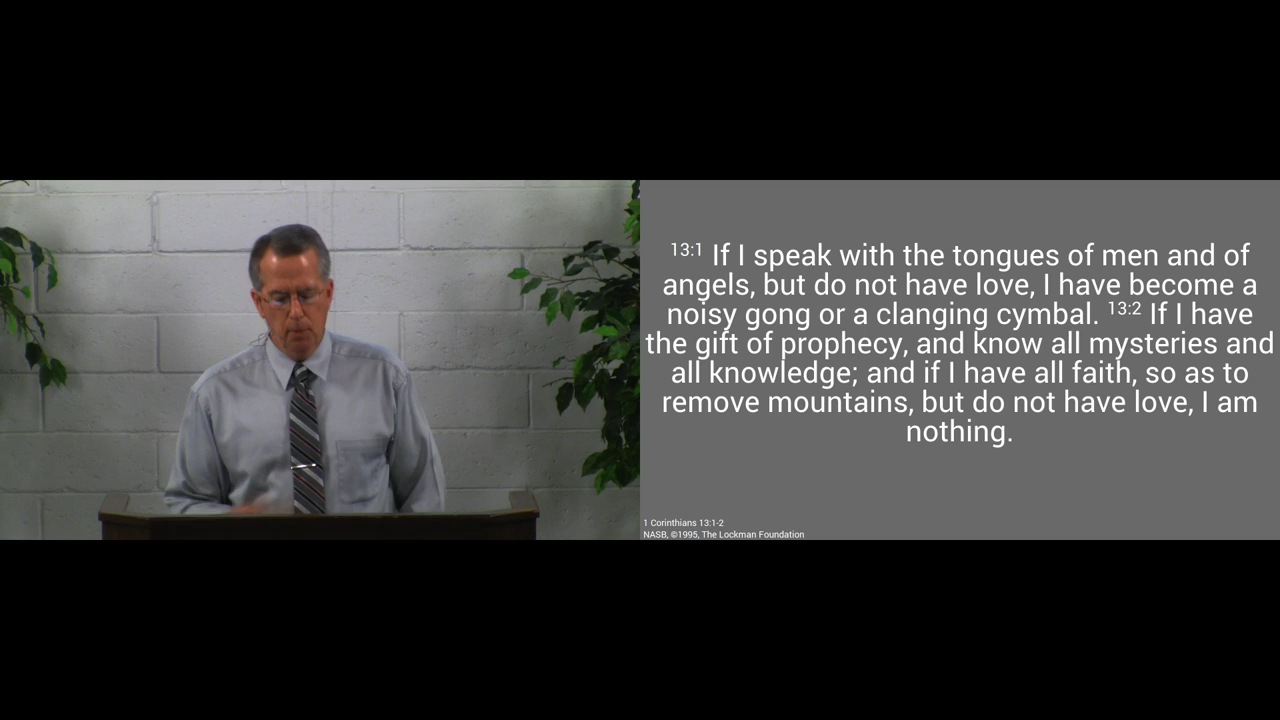 13:1 If I speak with the tongues of men and of
angels, but do not have love, I have become a
noisy gong or a clanging cymbal. 13:2 If I have
the gift of prophecy, and know all mysteries and
all knowledge; and if I have all faith, so as to
remove mountains, but do not have love, I am
nothing.
1 Corinthians 13:1-2
NASB, ©1995, The Lockman Foundation